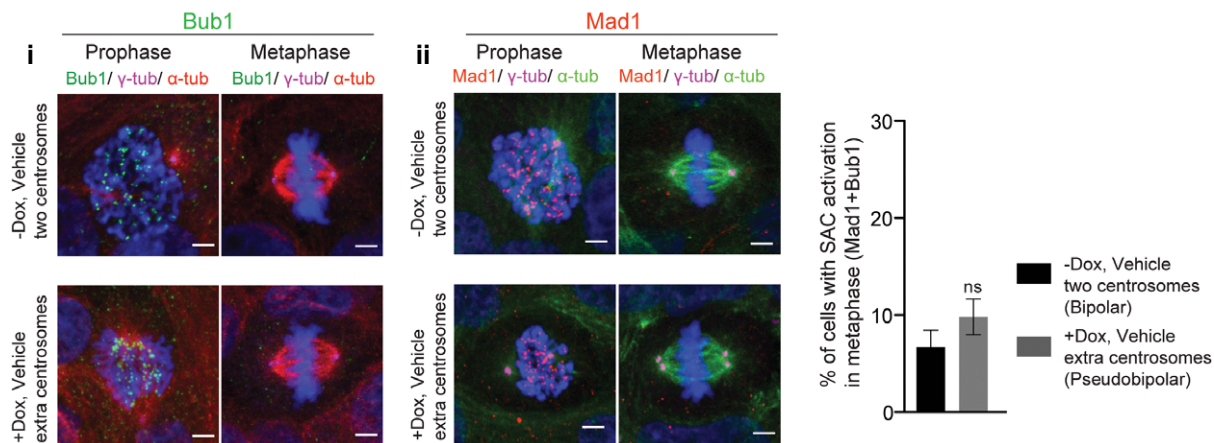 Bub1
Mad1
i
Prophase
Metaphase
Bub1/ γ-tub/ α-tub
Bub1/ γ-tub/ α-tub
ii
Prophase
Metaphase
Mad1/ γ-tub/ α-tub
Mad1/ γ-tub/ α-tub
-Dox, Vehicle
two centrosomes
+Dox, Vehicle
extra centrosomes
-Dox, Vehicle
two centrosomes
+Dox, Vehicle
extra centrosomes
% of cells with SAC activation
in metaphase (Mad1+Bub1)
30
20
10
0
ns
-Dox, Vehicle
two centrosomes
(Bipolar)
+Dox, Vehicle
extra centrosomes
(Pseudobipolar)